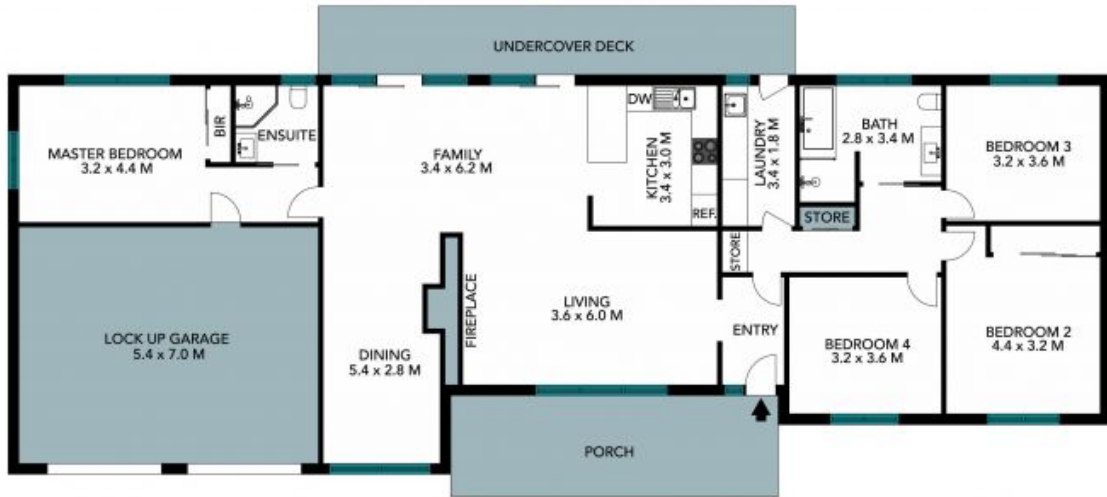 UNDERCOVER DECK
MASTER BEDROOM
3.2 x 4.4 M
BIR
ENSUITE
FAMILY
3.4 x 6.2 M
DW
KITCHEN
3.4 x 3.0 M
REF.
LAUNDRY
3.4 x 1.8 M
BATH
2.8 x 3.4 M
BEDROOM 3
3.2 x 3.6 M
STORE
STORE
LOCK UP GARAGE
5.4 x 7.0 M
DINING
5.4 x 2.8 M
FIREPLACE
LIVING
3.6 x 6.0 M
ENTRY
BEDROOM 4
3.2 x 3.6 M
BEDROOM 2
4.4 x 3.2 M
PORCH